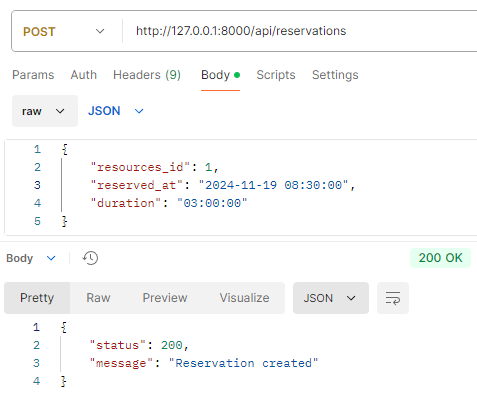 POST http://127.0.0.1:8000/api/reservations
Params Auth Headers (9) Body Scripts Settings
raw JSON
1 {
2 "resources_id": 1,
3 "reserved_at": "2024-11-19 08:30:00",
4 "duration": "03:00:00"
5 }
Body 200 OK
Pretty Raw Preview Visualize JSON
1 {
2 "status": 200,
3 "message": "Reservation created"
4 }